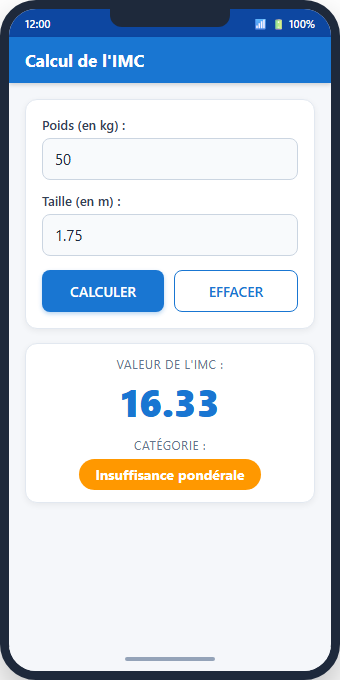 12:00 100%
Calcul de l'IMC
Poids (en kg) :
50
Taille (en m) :
1.75
CALCULER EFFACER
VALEUR DE L'IMC :
16.33
CATÉGORIE :
Insuffisance pondérale